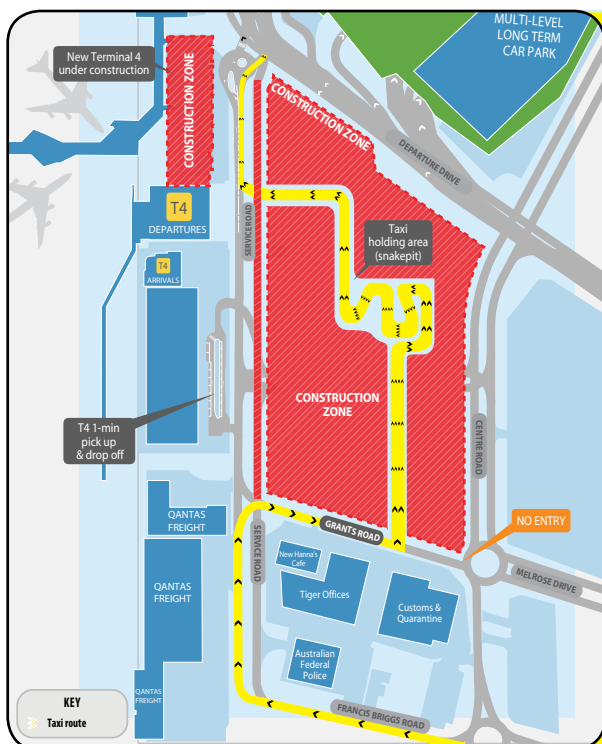 MULTI-LEVEL
LONG TERM
CAR PARK
New Terminal 4
under construction
CONSTRUCTION ZONE
CONSTRUCTION ZONE
DEPARTURE DRIVE
T4
DEPARTURES
SERVICE ROAD
Taxi
holding area
(snakepit)
T4
ARRIVALS
CONSTRUCTION
ZONE
T4 1-min
pick up
& drop off
CENTRE ROAD
QANTAS
FREIGHT
GRANTS ROAD
NO ENTRY
SERVICE ROAD
New Hanna's
Cafe
MELROSE DRIVE
QANTAS
FREIGHT
Tiger Offices
Customs &
Quarantine
Australian
Federal
Police
QANTAS
FREIGHT
FRANCIS BRIGGS ROAD
KEY
Taxi route